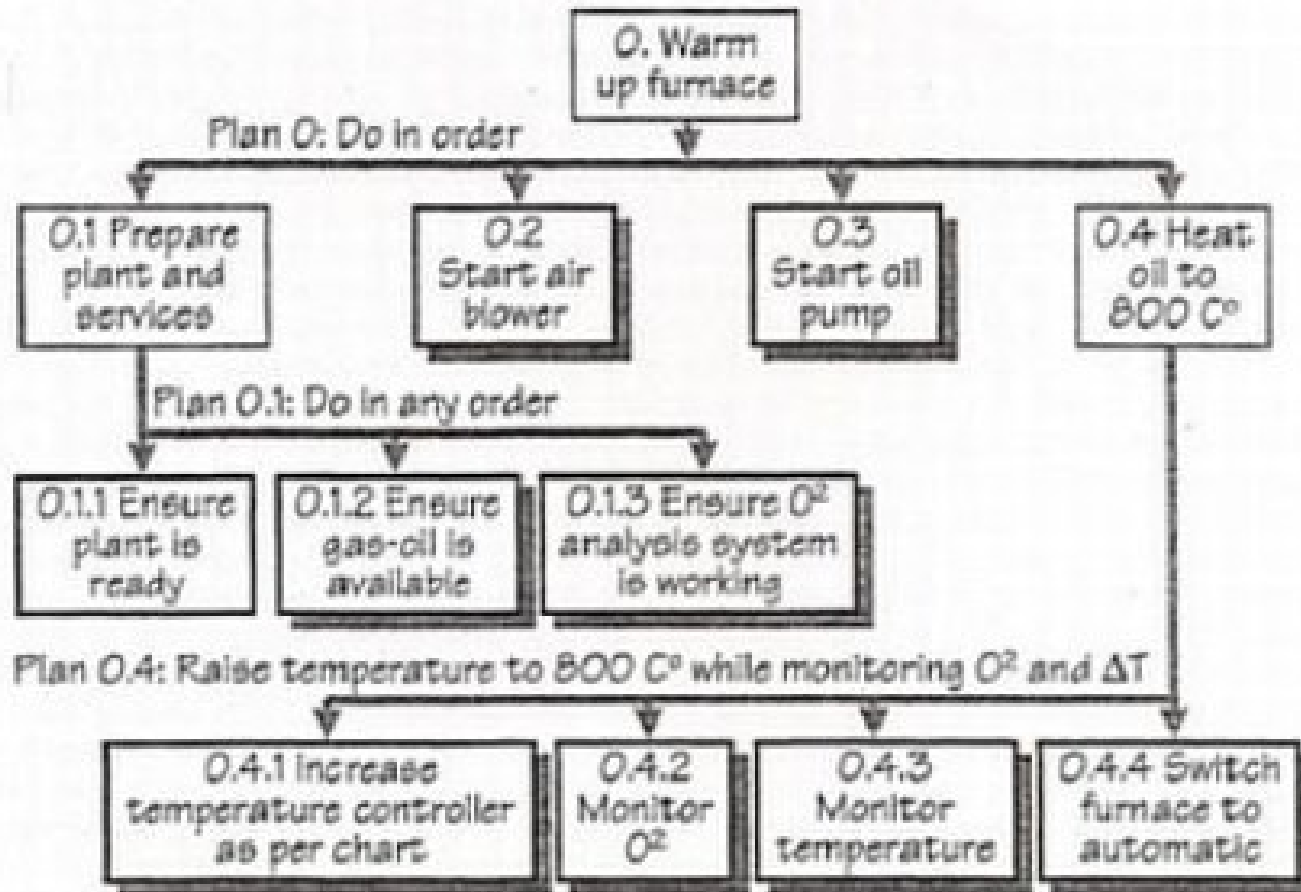 0. Warm
up furnace
Plan 0: Do in order
0.1 Prepare
plant and
services
0.2
Start air
blower
0.3
Start oil
pump
0.4 Heat
oil to
800 Cº
Plan 0.1: Do in any order
0.1.1 Ensure
plant is
ready
0.1.2 Ensure
gas-oil is
available
0.1.3 Ensure O²
analysis system
is working
Plan 0.4: Raise temperature to 800 Cº while monitoring O² and ΔT
0.4.1 Increase
temperature controller
as per chart
0.4.2
Monitor
O²
0.4.3
Monitor
temperature
0.4.4 Switch
furnace to
automatic